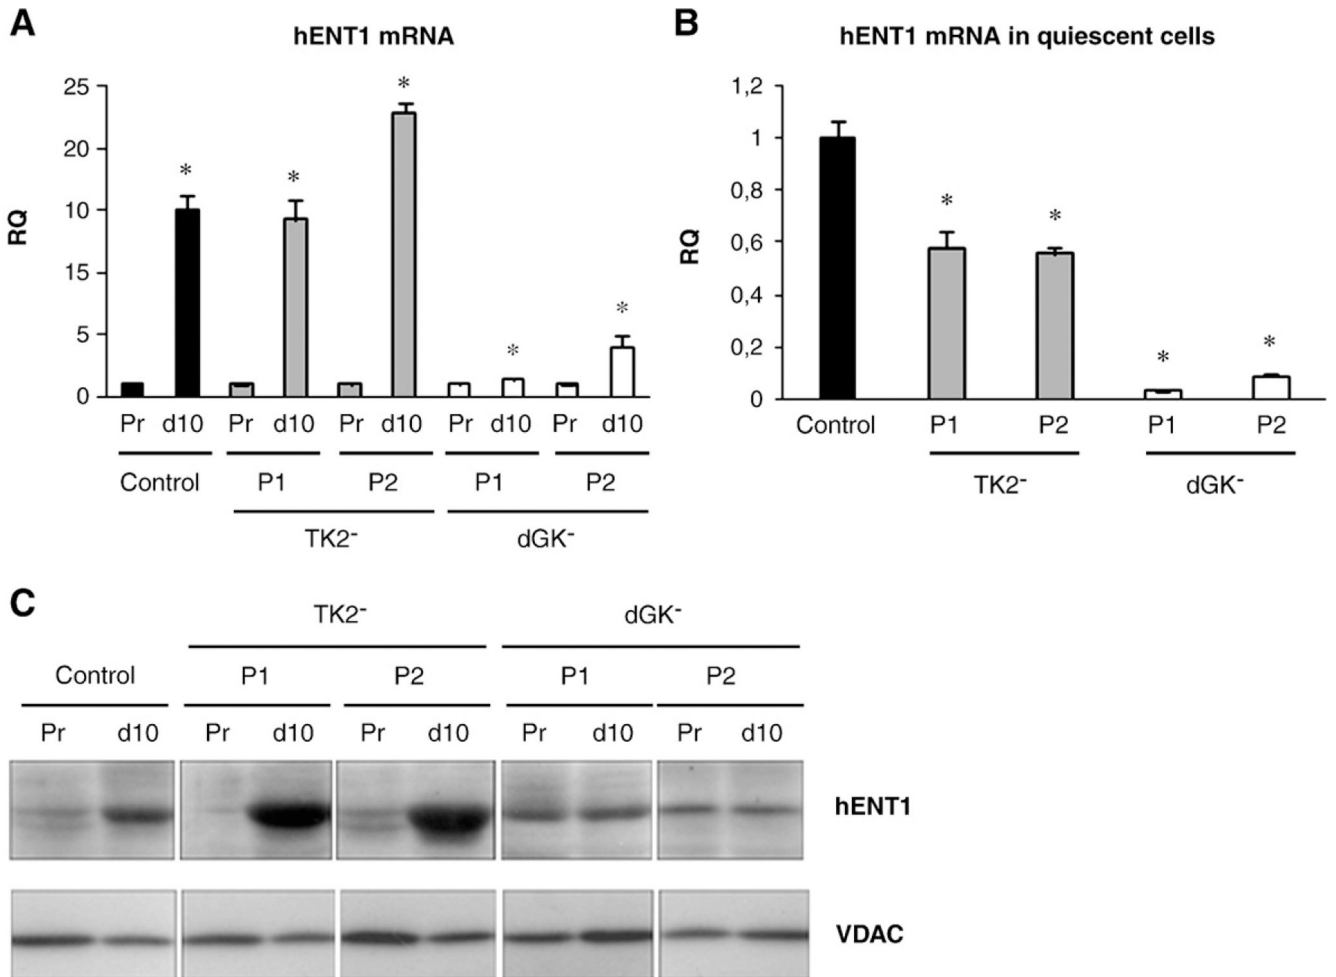 A
hENT1 mRNA
RQ
25
20
10
15
5
0
* * * * *
Pr d10 Pr d10 Pr d10 Pr d10 Pr d10
Control P1 P2 P1 P2
TK2- dGK-
B
hENT1 mRNA in quiescent cells
RQ
1,2
1
0,8
0,6
0,4
0,2
0
* * * *
Control P1 P2 P1 P2
TK2- dGK-
C
TK2- dGK-
Control P1 P2 P1 P2
Pr d10 Pr d10 Pr d10 Pr d10 Pr d10
hENT1
VDAC